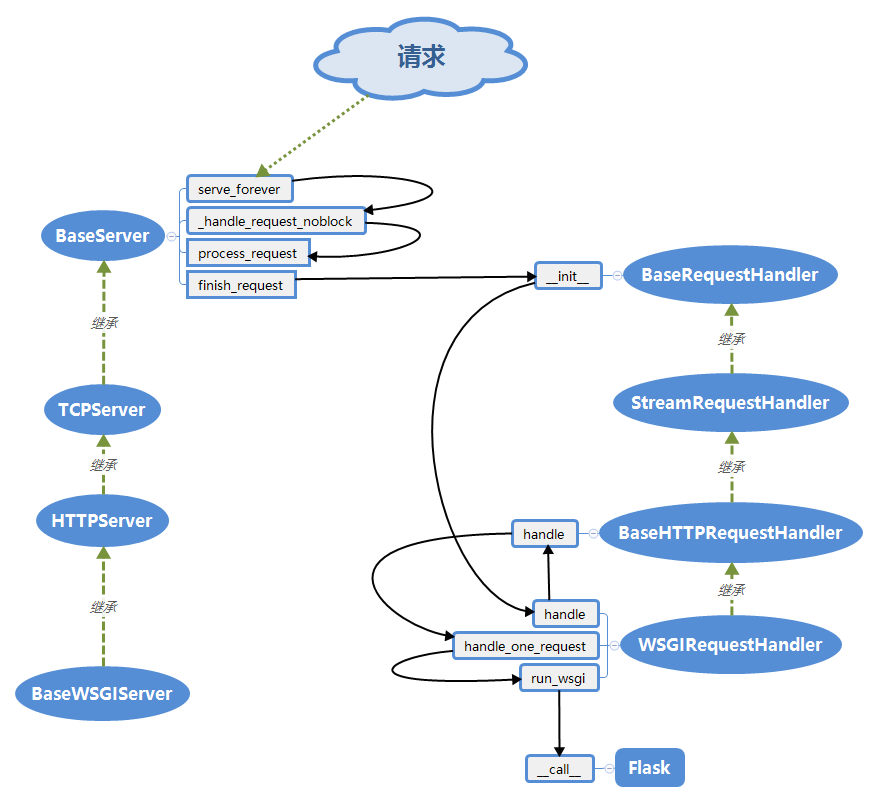 请求
serve_forever
_handle_request_noblock
BaseServer
process_request
finish_request
__init__
BaseRequestHandler
继承
继承
TCPServer
StreamRequestHandler
继承
继承
HTTPServer
handle
BaseHTTPRequestHandler
继承
继承
handle
handle_one_request
WSGIRequestHandler
run_wsgi
BaseWSGIServer
__call__
Flask